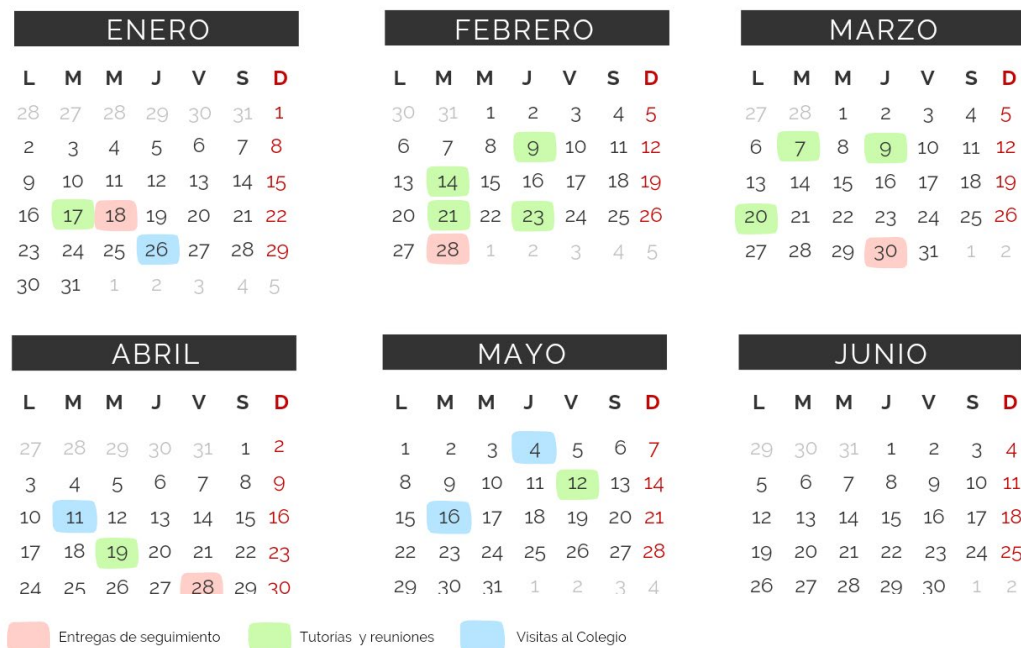 ENERO
L M M J V S D
28 27 28 29 30 31 1
2 3 4 5 6 7 8
9 10 11 12 13 14 15
16 17 18 19 20 21 22
23 24 25 26 27 28 29
30 31 1 2 3 4 5
FEBRERO
L M M J V S D
30 31 1 2 3 4 5
6 7 8 9 10 11 12
13 14 15 16 17 18 19
20 21 22 23 24 25 26
27 28 1 2 3 4 5
MARZO
L M M J V S D
27 28 1 2 3 4 5
6 7 8 9 10 11 12
13 14 15 16 17 18 19
20 21 22 23 24 25 26
27 28 29 30 31 1 2
ABRIL
L M M J V S D
27 28 29 30 31 1 2
3 4 5 6 7 8 9
10 11 12 13 14 15 16
17 18 19 20 21 22 23
24 25 26 27 28 29 30
MAYO
L M M J V S D
1 2 3 4 5 6 7
8 9 10 11 12 13 14
15 16 17 18 19 20 21
22 23 24 25 26 27 28
29 30 31 1 2 3 4
JUNIO
L M M J V S D
29 30 31 1 2 3 4
5 6 7 8 9 10 11
12 13 14 15 16 17 18
19 20 21 22 23 24 25
26 27 28 29 30 1 2
Entregas de seguimiento
Tutorías y reuniones
Visitas al Colegio